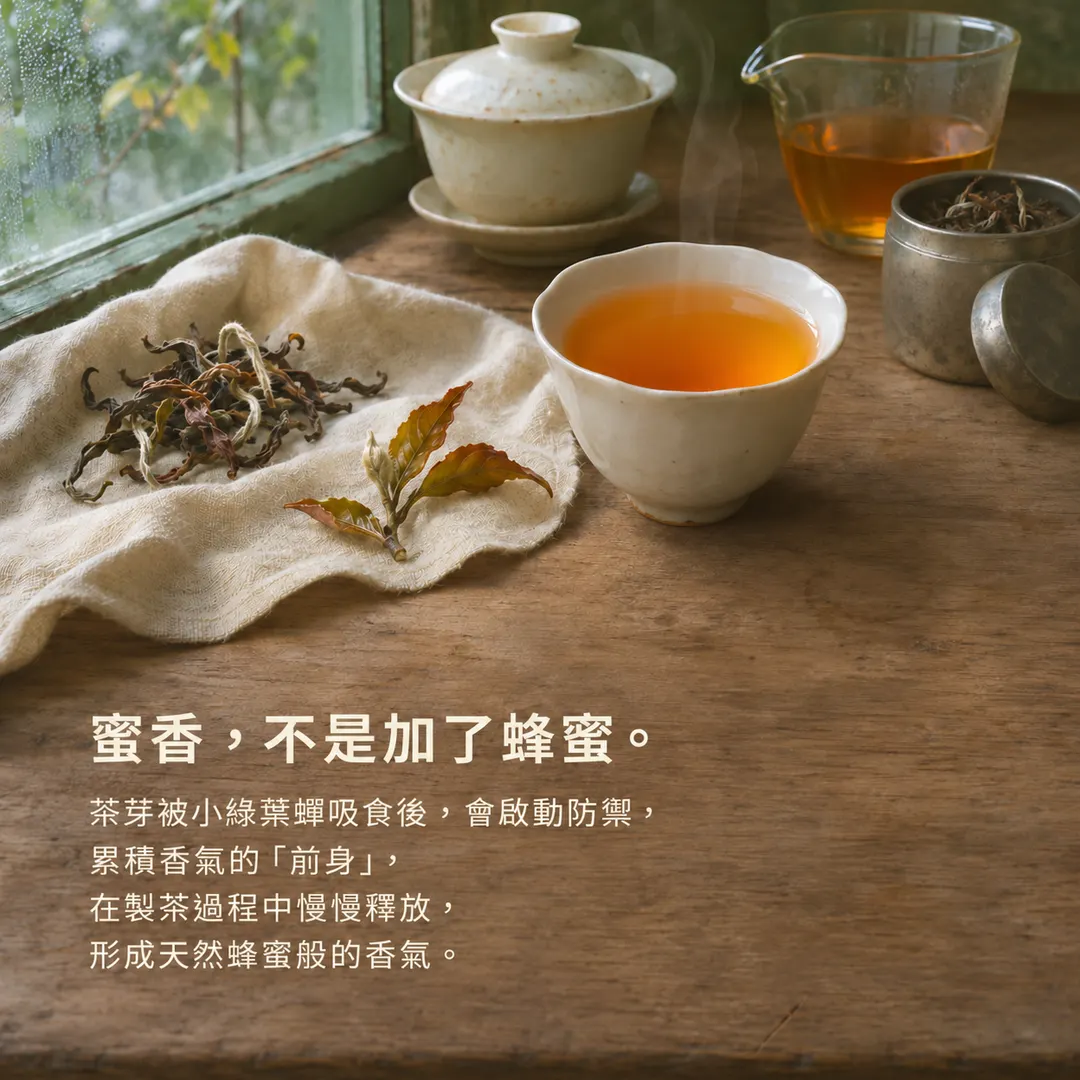 蜜香，不是加了蜂蜜。
茶芽被小綠葉蟬吸食後，會啟動防禦，
累積香氣的「前身」，
在製茶過程中慢慢釋放，
形成天然蜂蜜般的香氣。